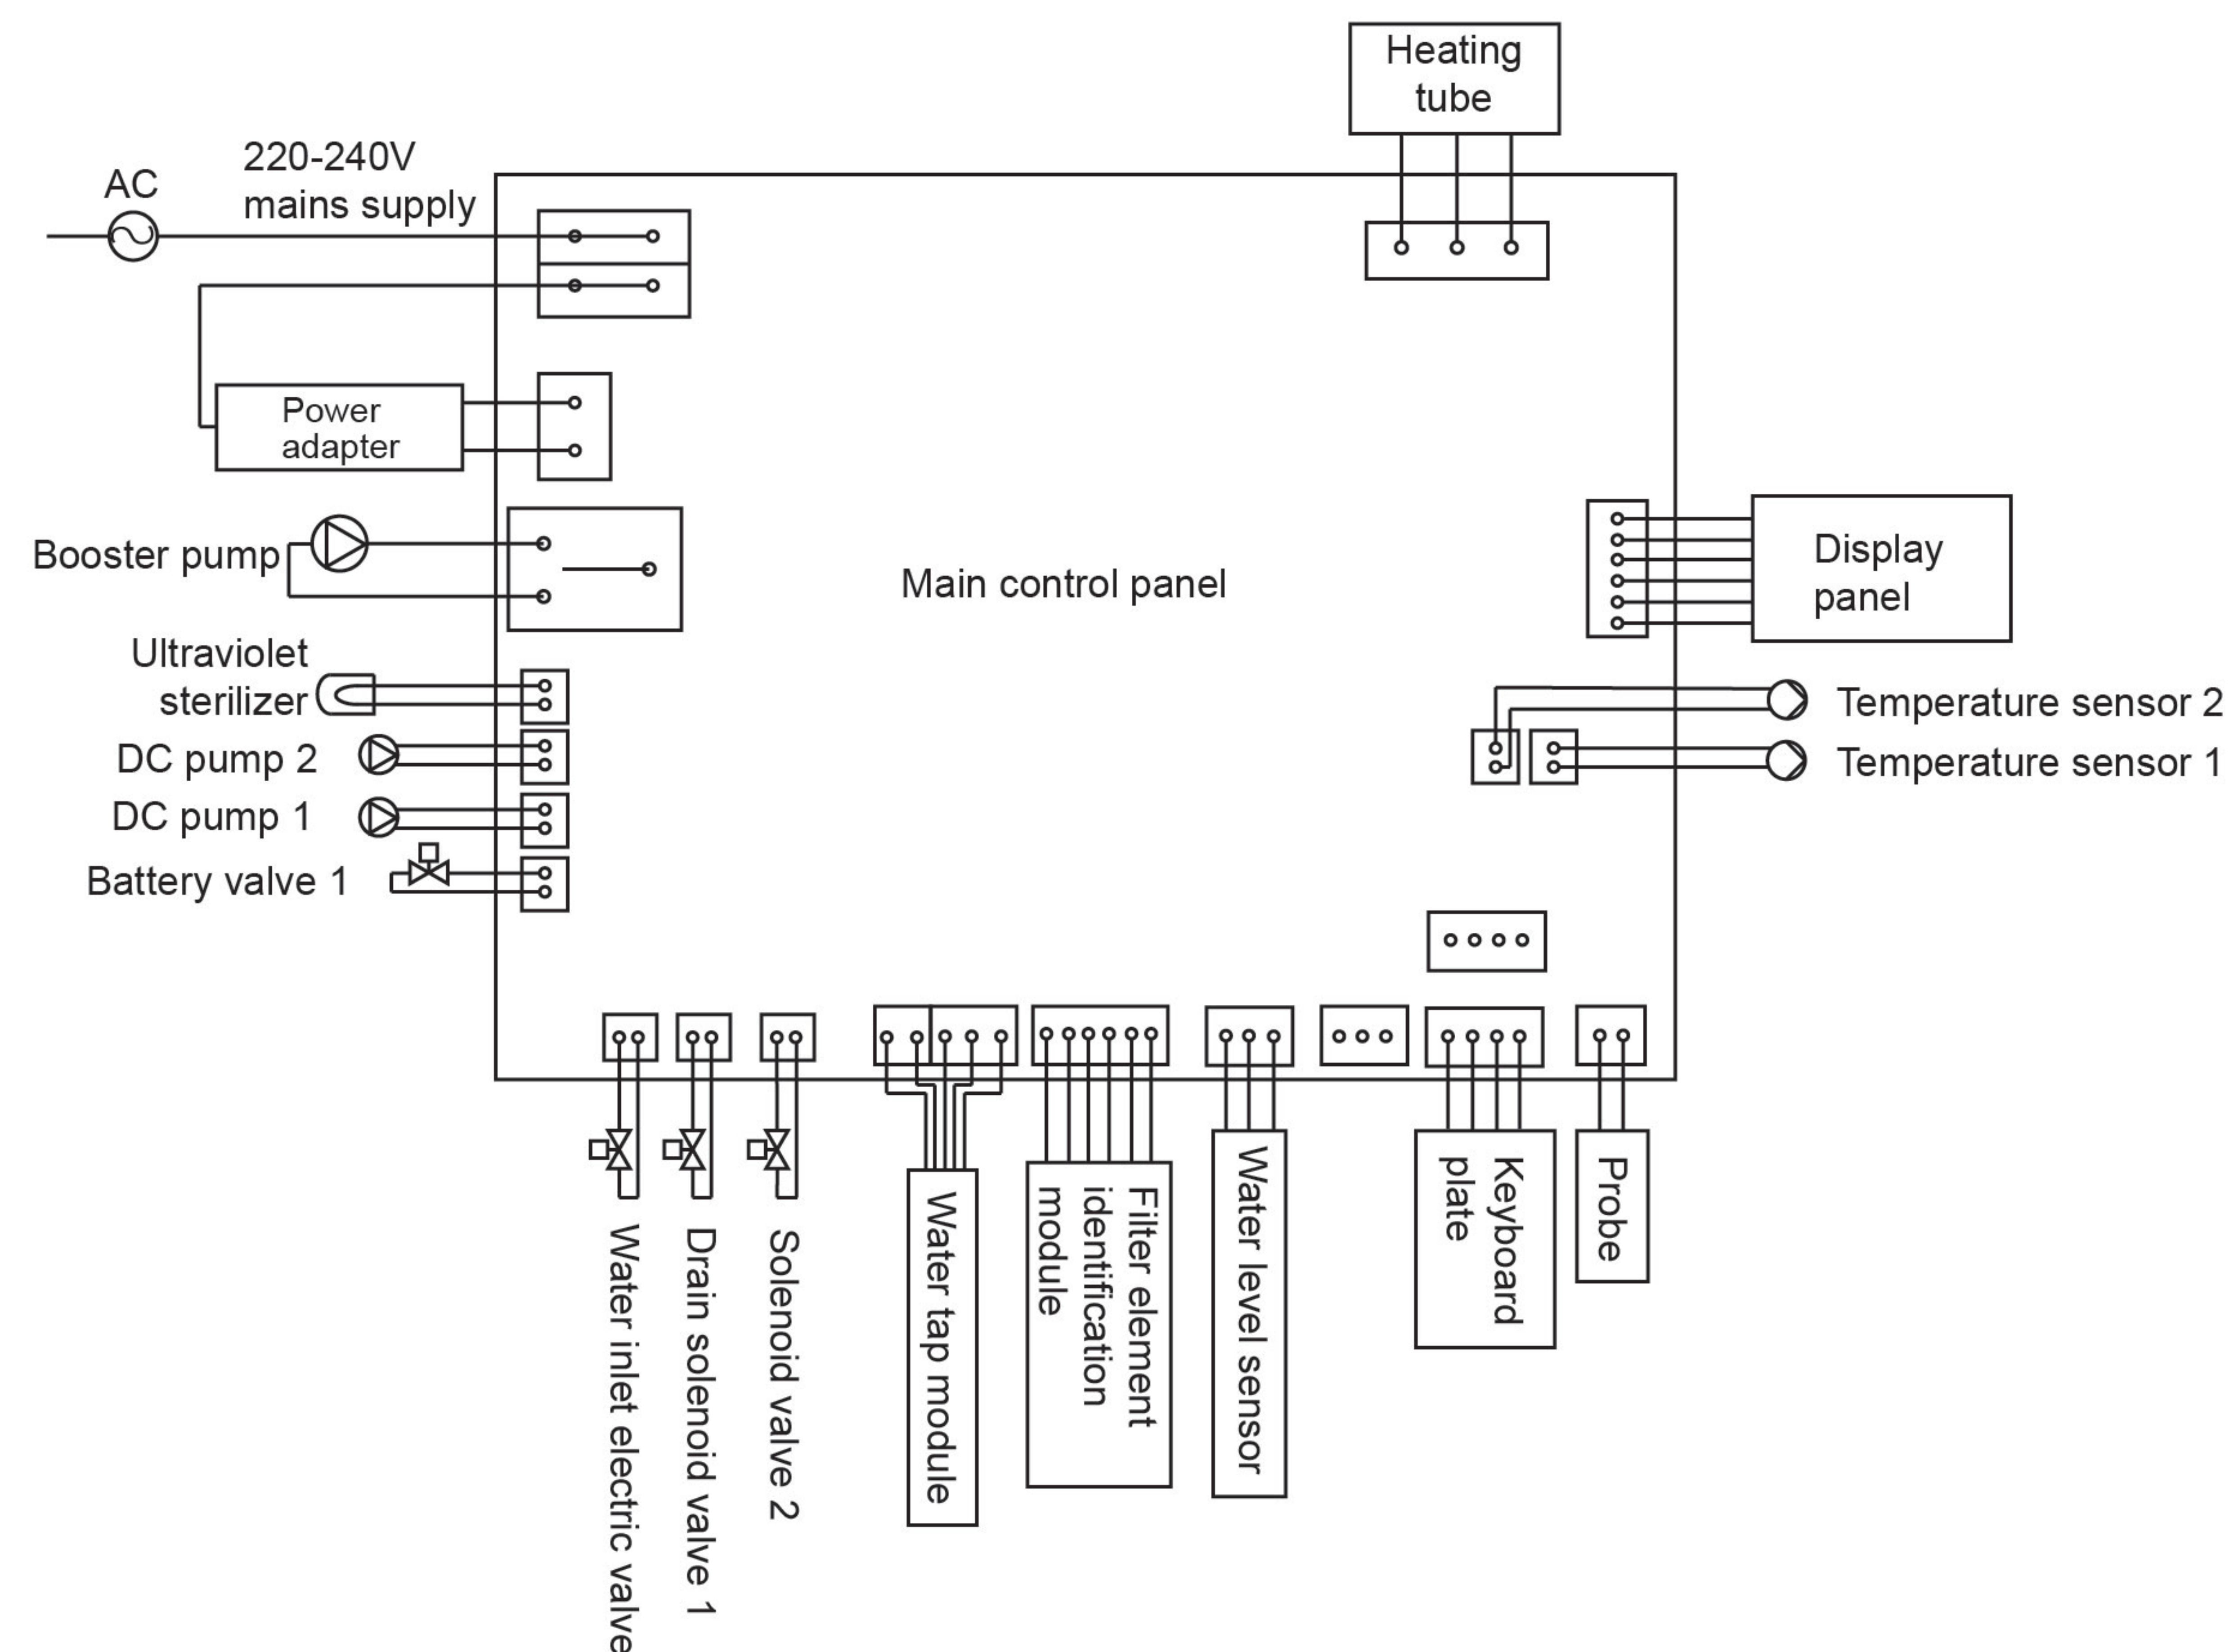 Heating
tube
220-240V
mains supply
AC
Power
adapter
Booster pump
Main control panel
Display
panel
Ultraviolet
sterilizer
Temperature sensor 2
DC pump 2
Temperature sensor 1
DC pump 1
Battery valve 1
Water inlet electric valve
Drain solenoid valve 1
Solenoid valve 2
Water tap module
Filter element
identification
module
Water level sensor
Keyboard
plate
Probe